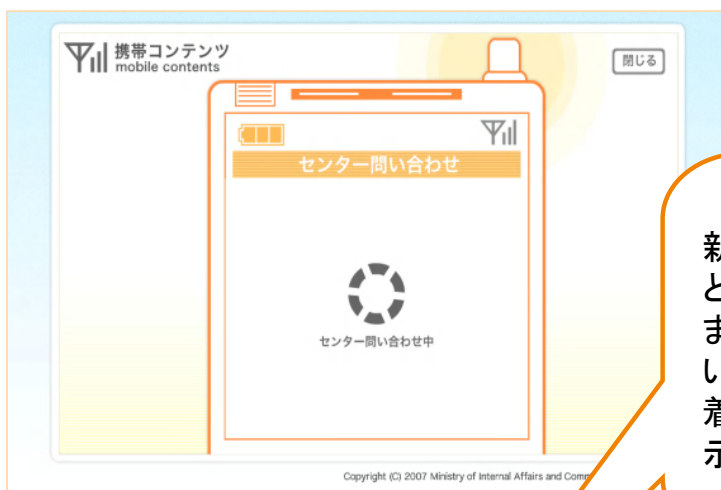 携帯コンテンツ
mobile contents
閉じる
センター問い合わせ
センター問い合わせ中
新
と
ま
い
着
示
Copyright (C) 2007 Ministry of Internal Affairs and Comm